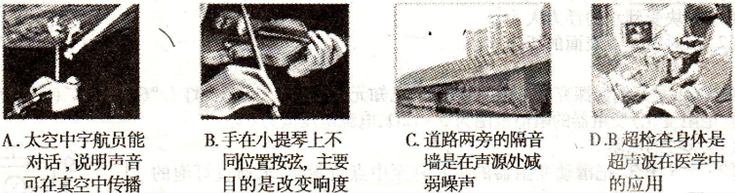 A.太空中宇航员能
对话,说明声音
可在真空中传播
B.手在小提琴上不
同位置按弦,主要
目的是改变响度
C.道路两旁的隔音
墙是在声源处减
弱噪声
D.B超检查身体是
超声波在医学中
的应用